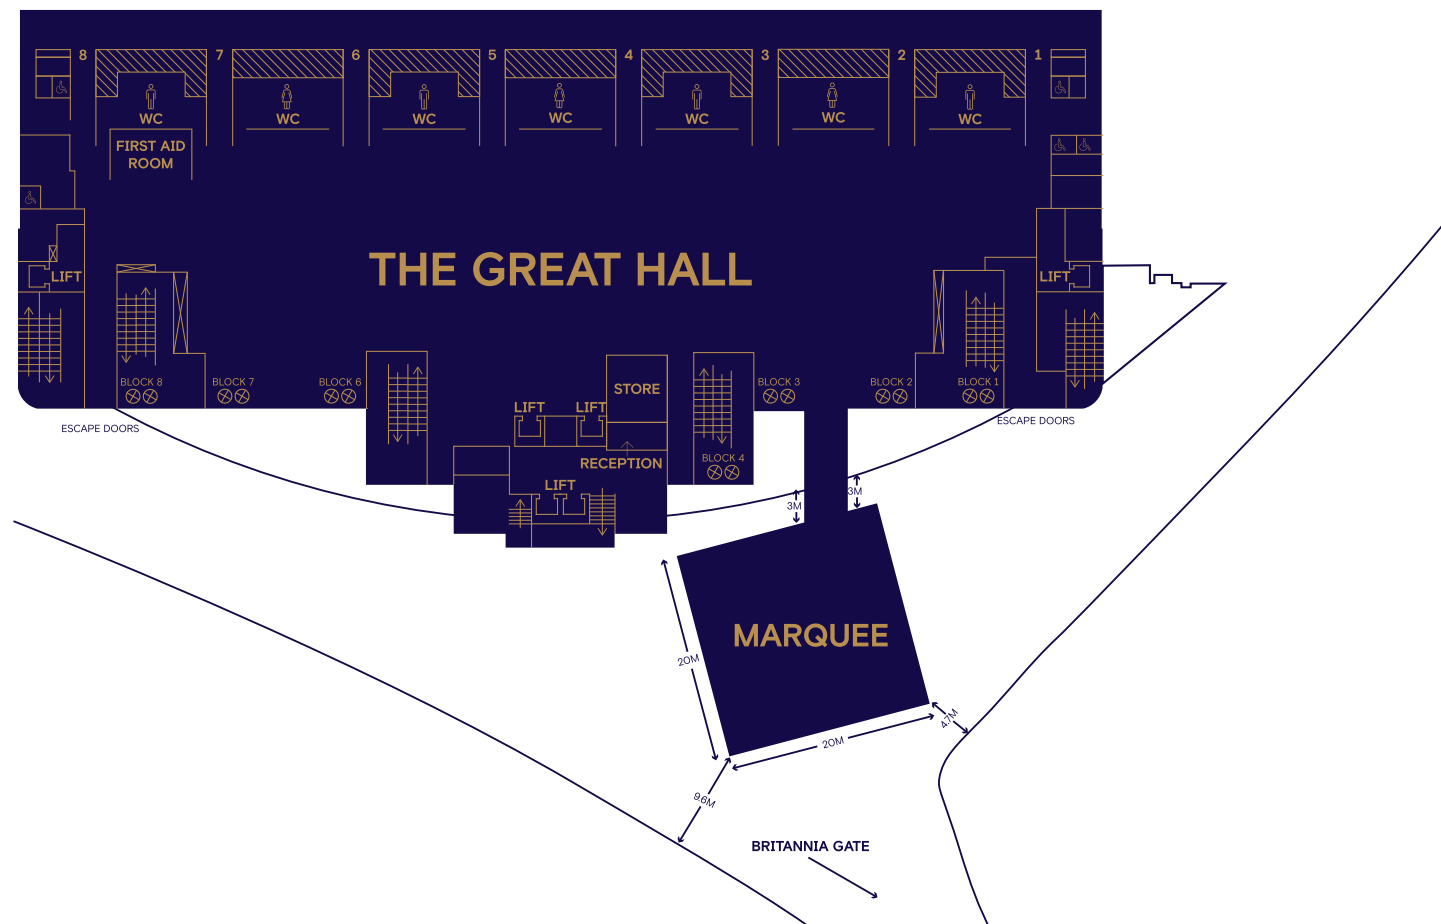 8
7
6
5
4
3
2
1
WC
WC
WC
WC
WC
WC
WC
FIRST AID
ROOM
THE GREAT HALL
LIFT
LIFT
BLOCK 8
BLOCK 7
BLOCK 6
STORE
BLOCK 3
BLOCK 2
BLOCK 1
LIFT
LIFT
ESCAPE DOORS
ESCAPE DOORS
RECEPTION
BLOCK 4
LIFT
3M
3M
MARQUEE
20M
20M
4.7M
9.6M
BRITANNIA GATE